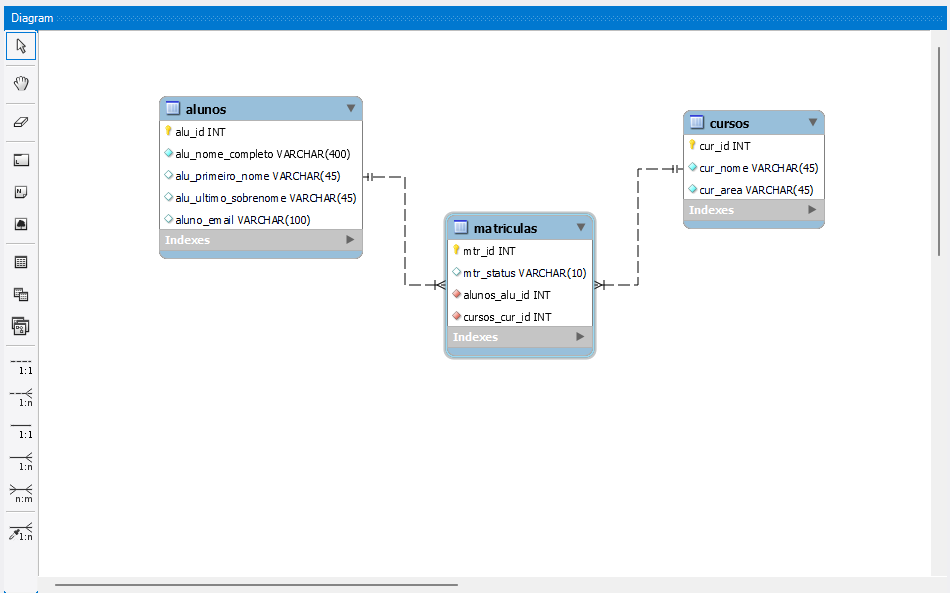 Diagram
alunos
alu_id INT
alu_nome_completo VARCHAR(400)
alu_primeiro_nome VARCHAR(45)
alu_ultimo_sobrenome VARCHAR(45)
aluno_email VARCHAR(100)
Indexes
cursos
cur_id INT
cur_nome VARCHAR(400)
cur_area VARCHAR(45)
Indexes
matriculas
mtr_id INT
mtr_status VARCHAR(10)
alunos_alu_id INT
cursos_cur_id INT
Indexes
1:1
1:n
1:1
1:n
n:m
1:n